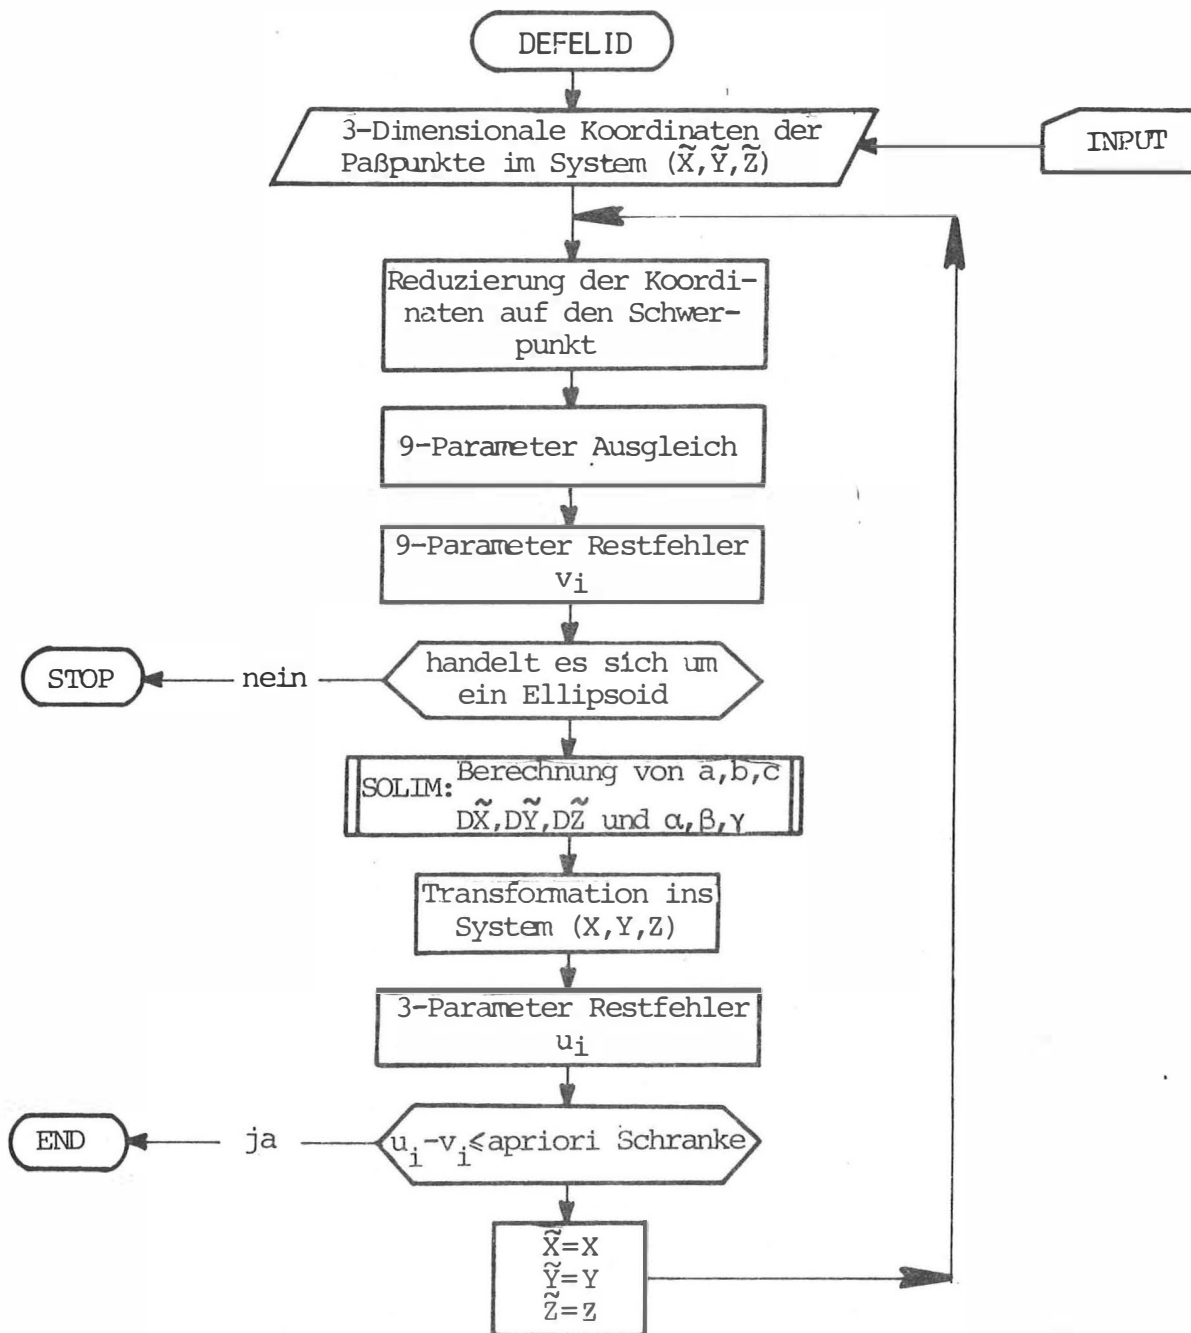 DEFELID
3-Dimensionale Koordinaten der
Paßpunkte im System (X̃,Ỹ,Z̃)
INPUT
Reduzierung der Koordi-
naten auf den Schwer-
punkt
9-Parameter Ausgleich
9-Parameter Restfehler
vᵢ
handelt es sich um
ein Ellipsoid
nein
STOP
SOLIM: Berechnung von a,b,c
DX̃,DỸ,DZ̃ und α,β,γ
Transformation ins
System (X,Y,Z)
3-Parameter Restfehler
uᵢ
uᵢ-vᵢ≤apriori Schranke
ja
END
X̃=X
Ỹ=Y
Z̃=Z